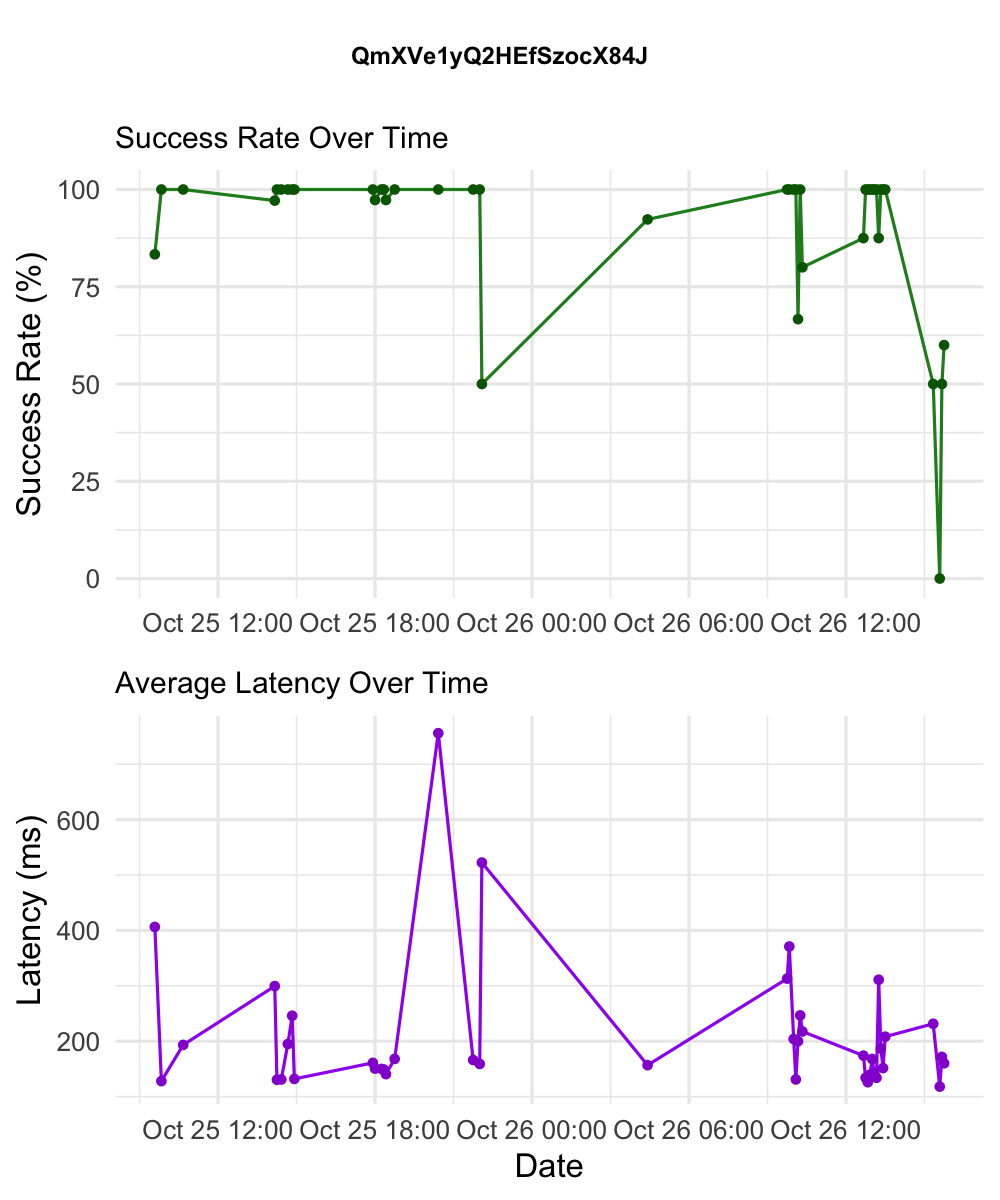 QmXVe1yQ2HEfSzocX84J
Success Rate Over Time
Success Rate (%)
100
75
50
25
0
Oct 25 12:00 Oct 25 18:00 Oct 26 00:00 Oct 26 06:00 Oct 26 12:00
Average Latency Over Time
Latency (ms)
600
400
200
Oct 25 12:00 Oct 25 18:00 Oct 26 00:00 Oct 26 06:00 Oct 26 12:00
Date